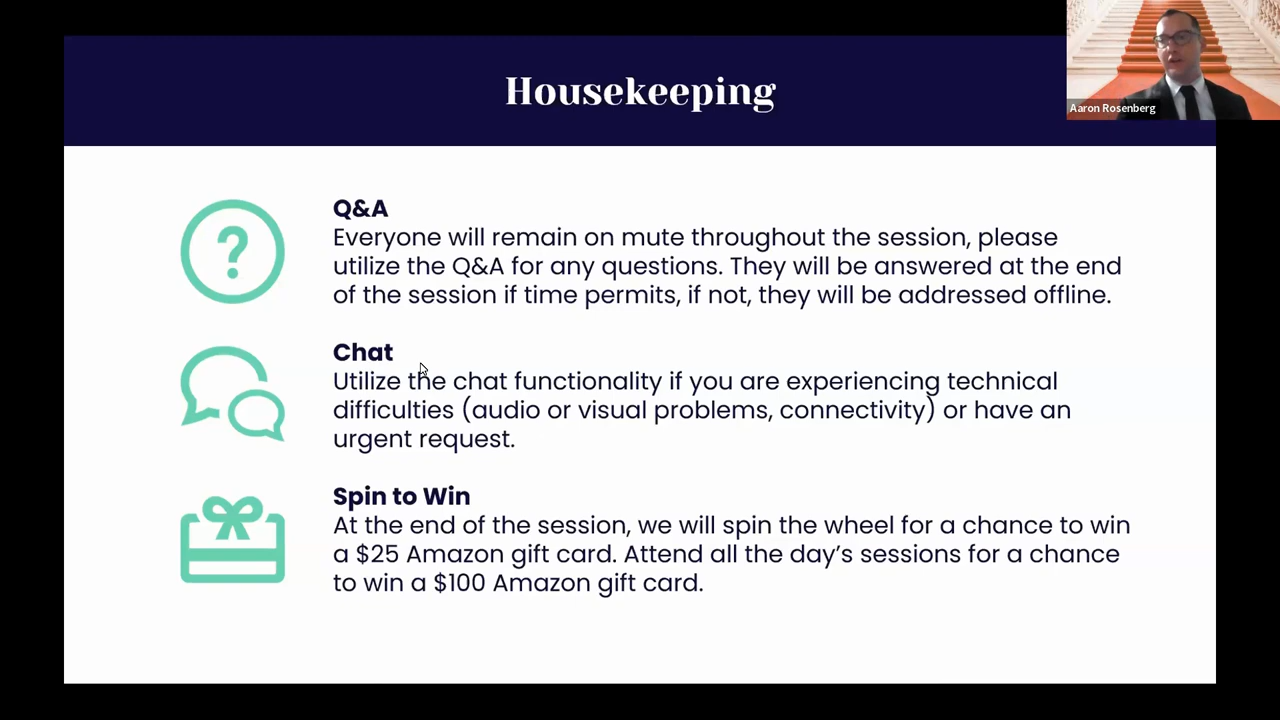 Housekeeping
Aaron Rosenberg
Q&A
Everyone will remain on mute throughout the session, please
utilize the Q&A for any questions. They will be answered at the end
of the session if time permits, if not, they will be addressed offline.
Chat
Utilize the chat functionality if you are experiencing technical
difficulties (audio or visual problems, connectivity) or have an
urgent request.
Spin to Win
At the end of the session, we will spin the wheel for a chance to win
a $25 Amazon gift card. Attend all the day’s sessions for a chance
to win a $100 Amazon gift card.